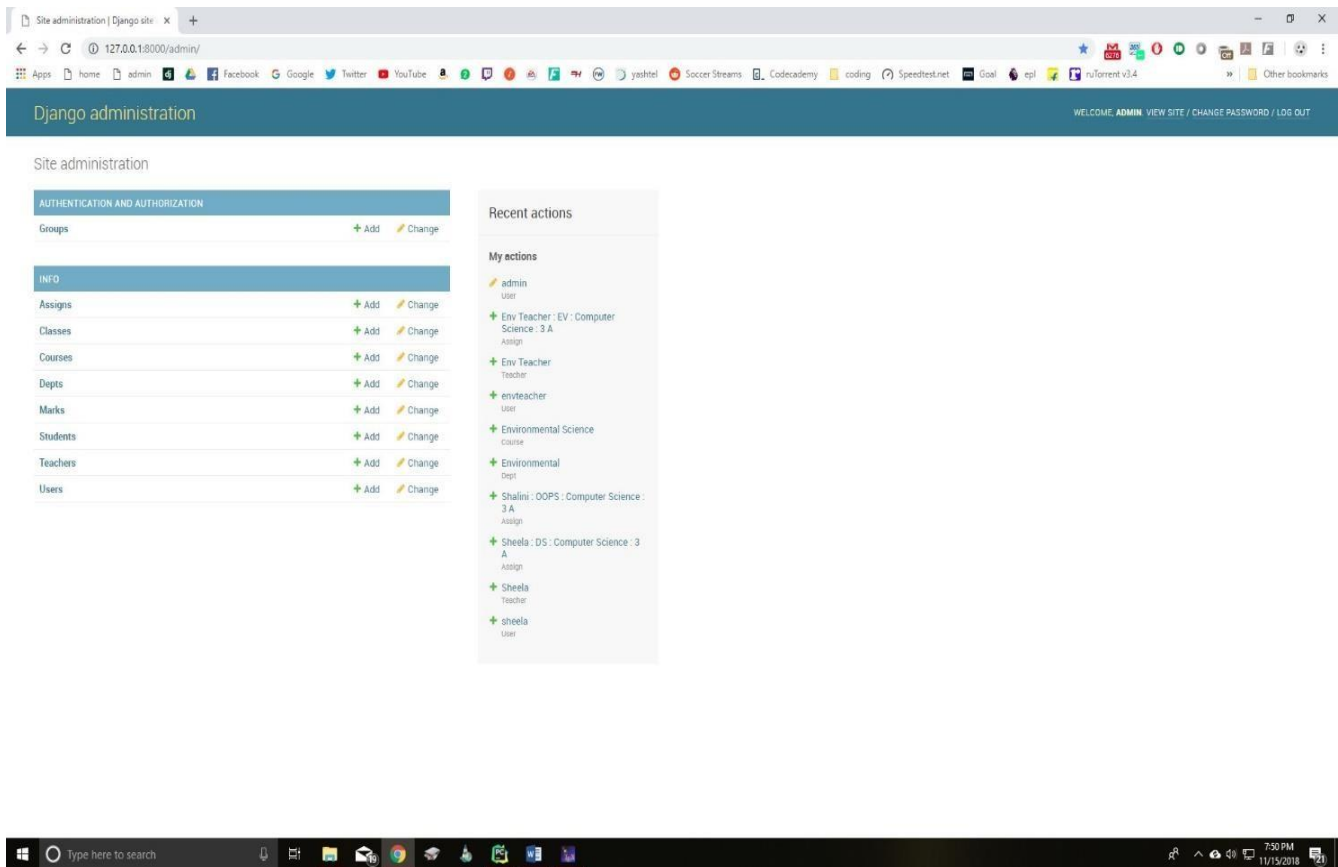 Site administration | Django site
127.0.0.1:8000/admin/
Apps home admin dj Facebook G Google Twitter YouTube yashtel Soccer Streams Codecademy coding Speedtest.net Goal epl ruTorrent v3.4 » Other bookmarks
Django administration
WELCOME, ADMIN. VIEW SITE / CHANGE PASSWORD / LOG OUT
Site administration
AUTHENTICATION AND AUTHORIZATION
Groups + Add Change
INFO
Assigns + Add Change
Classes + Add Change
Courses + Add Change
Depts + Add Change
Marks + Add Change
Students + Add Change
Teachers + Add Change
Users + Add Change
Recent actions
My actions
admin
User
+ Env Teacher : EV : Computer
Science : 3 A
Assign
+ Env Teacher
Teacher
+ envteacher
User
+ Environmental Science
Course
+ Environmental
Dept
+ Shalini : OOPS : Computer Science :
3 A
Assign
+ Sheela : DS : Computer Science : 3
A
Assign
+ Sheela
Teacher
+ sheela
User
Type here to search
7:50 PM
11/15/2018